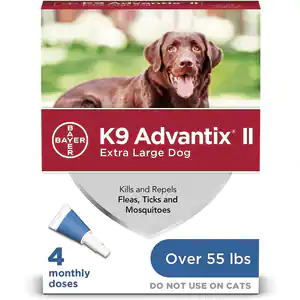 BAYER
BAYER
K9 Advantix® II
Extra Large Dog
Kills and Repels
Fleas, Ticks and
Mosquitoes
4
monthly
doses
Over 55 lbs
DO NOT USE ON CATS